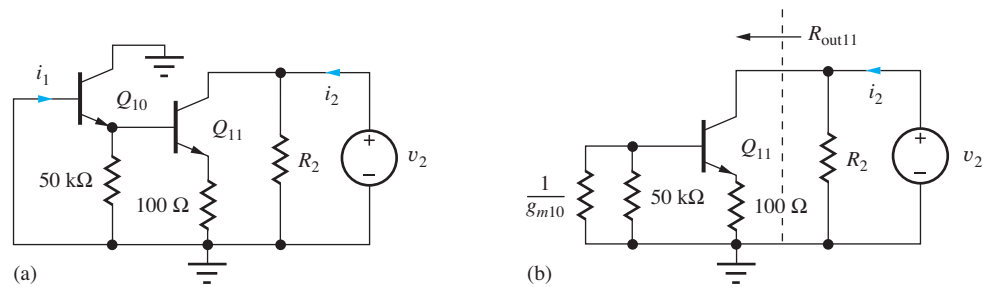 i1
Q10
Q11
i2
R2
v2
50 kΩ
100 Ω
(a)
Rout11
Q11
i2
R2
v2
1/gm10
50 kΩ
100 Ω
(b)